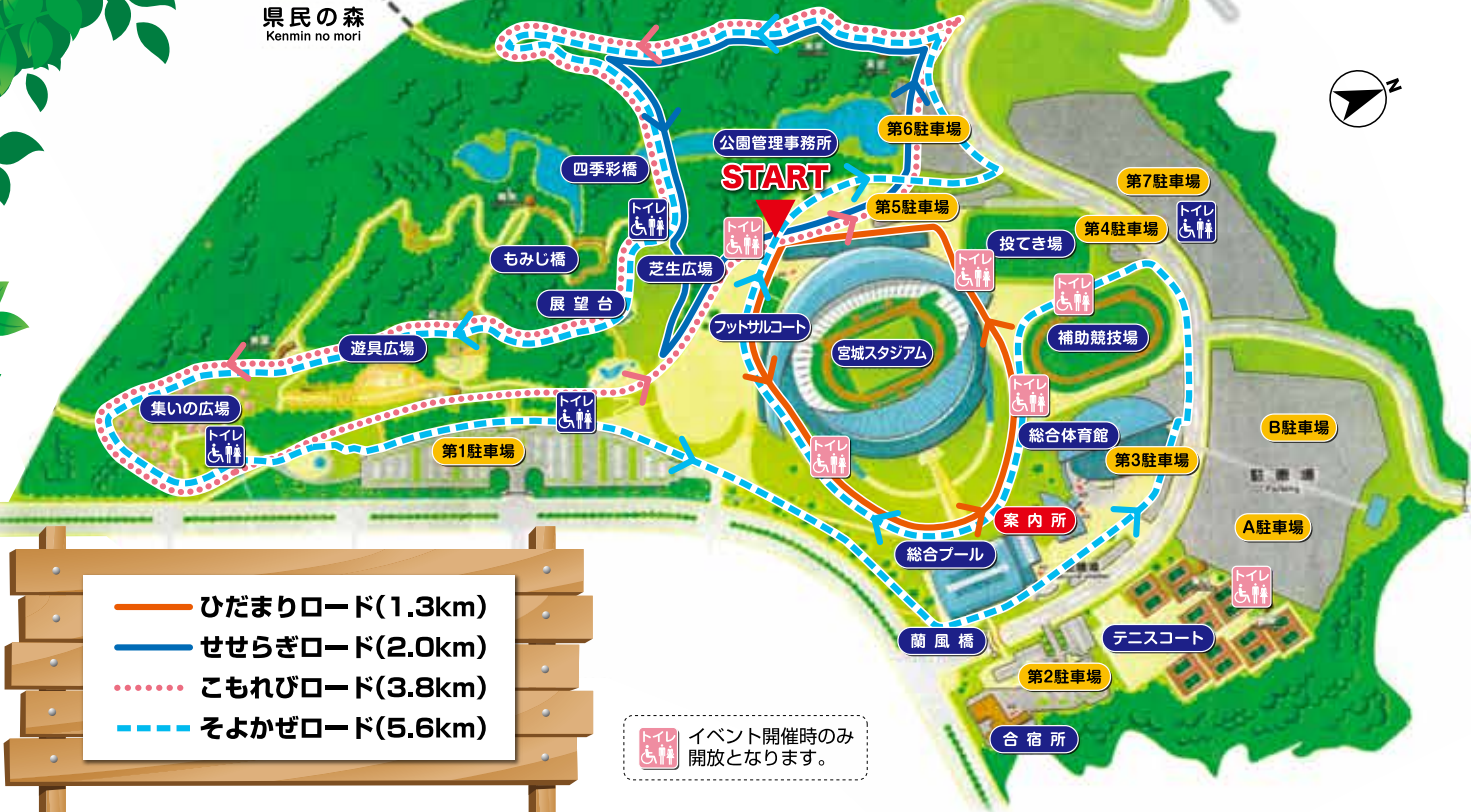 県民の森
Kenmin no mori
N
公園管理事務所
START
第6駐車場
四季彩橋
トイレ
第7駐車場
トイレ
第5駐車場
第4駐車場
トイレ
投てき場
もみじ橋
芝生広場
トイレ
展望台
トイレ
フットサルコート
宮城スタジアム
補助競技場
遊具広場
集いの広場
トイレ
トイレ
トイレ
総合体育館
B駐車場
トイレ
第1駐車場
第3駐車場
駐車場
Parking
案内所
A駐車場
総合プール
トイレ
蘭風橋
テニスコート
第2駐車場
合宿所
ひだまりロード(1.3km)
せせらぎロード(2.0km)
こもれびロード(3.8km)
そよかぜロード(5.6km)
トイレ
イベント開催時のみ
開放となります。